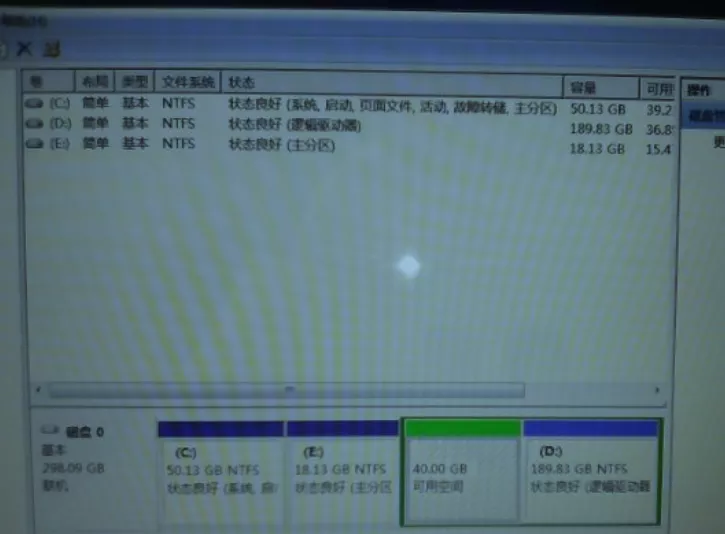 卷 布局 类型 文件系统 状态 容量 可用 操作
(C:) 简单 基本 NTFS 状态良好 (系统, 启动, 页面文件, 活动, 故障转储, 主分区) 50.13 GB 39.2
(D:) 简单 基本 NTFS 状态良好 (逻辑驱动器) 189.83 GB 36.8
(E:) 简单 基本 NTFS 状态良好 (主分区) 18.13 GB 15.4
更
磁盘 0
基本
298.09 GB
联机
(C:)
50.13 GB NTFS
状态良好 (系统, 启
(E:)
18.13 GB NTFS
状态良好 (主分区
40.00 GB
可用空间
(D:)
189.83 GB NTFS
状态良好 (逻辑驱动器